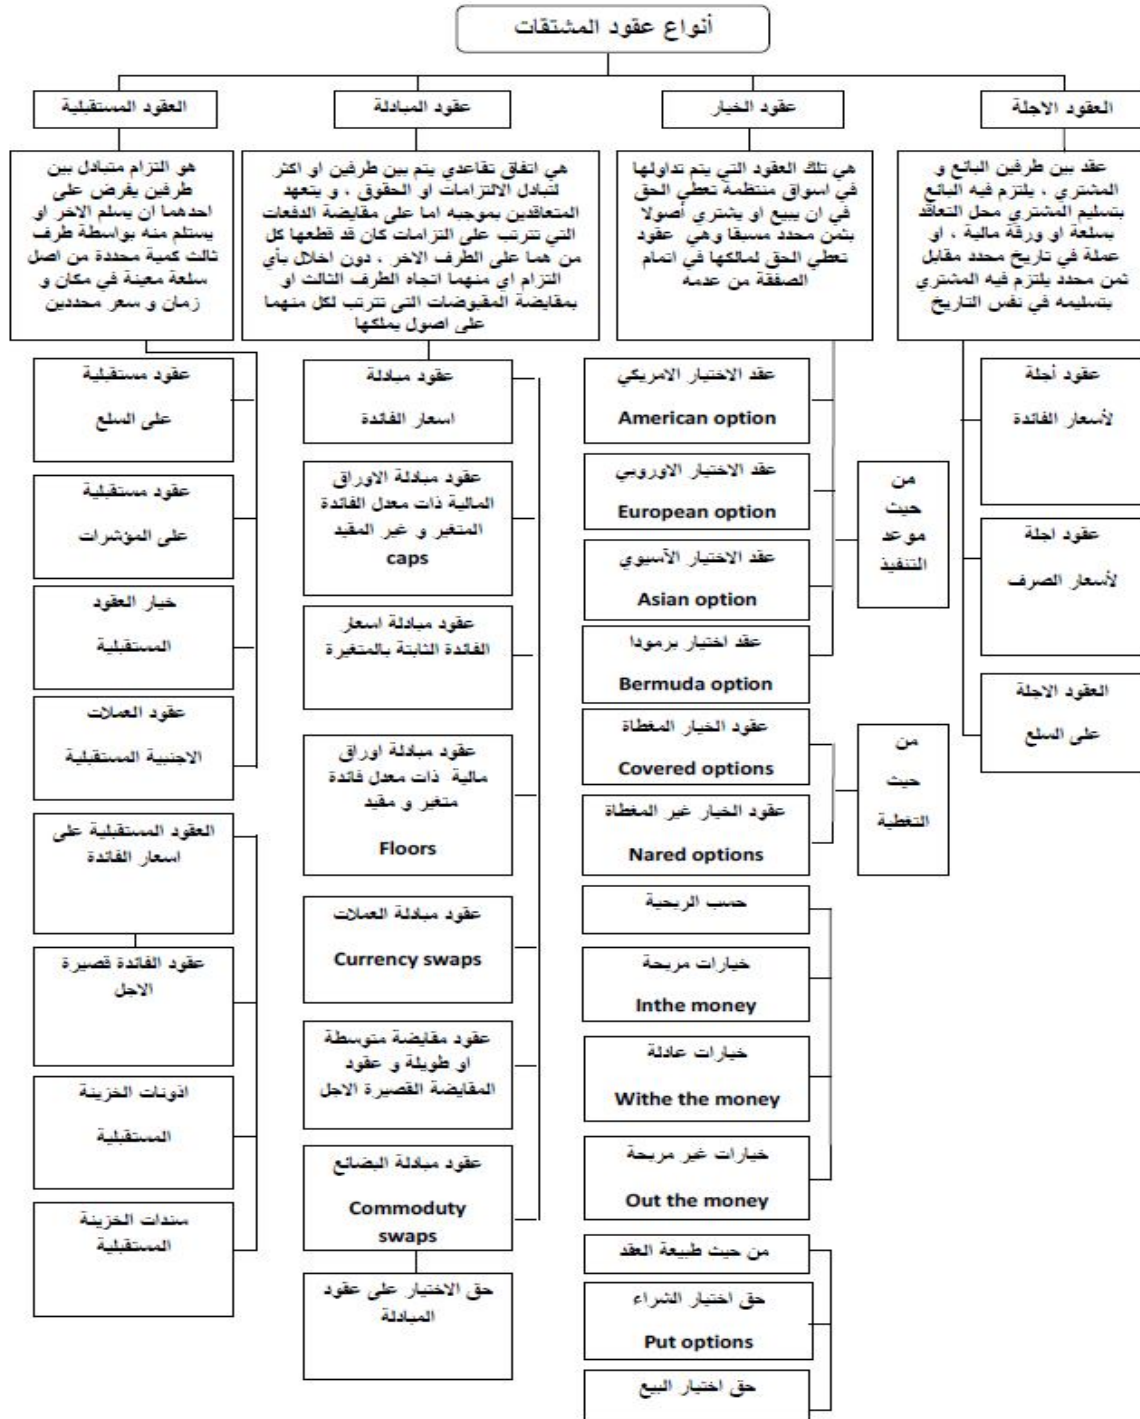 أنواع عقود المشتقات
العقود الاجلة
عقد بين طرفين البائع و
المشتري ، يلتزم فيه البائع
بتسليم المشتري محل التعاقد
بسلعة او ورقة مالية ، او
عملة في تاريخ محدد مقابل
ثمن محدد يلتزم فيه المشتري
بتسليمه في نفس التاريخ
عقود أجلة
لأسعار الفائدة
عقود اجلة
لأسعار الصرف
العقود الاجلة
على السلع
عقود الخيار
هي تلك العقود التي يتم تداولها
في اسواق منتظمة تعطي الحق
في ان يبيع او يشتري أصولا
بثمن محدد مسبقا وهي عقود
تعطي الحق لمالكها في اتمام
الصفقة من عدمه
من
حيث
موعد
التنفيذ
عقد الاختيار الامريكي
American option
عقد الاختيار الاوروبي
European option
عقد الاختيار الآسيوي
Asian option
عقد اختيار برمودا
Bermuda option
من
حيث
التغطية
عقود الخيار المغطاة
Covered options
عقود الخيار غير المغطاة
Nared options
حسب الربحية
خيارات مربحة
Inthe money
خيارات عادلة
Withe the money
خيارات غير مربحة
Out the money
من حيث طبيعة العقد
حق اختيار الشراء
Put options
حق اختيار البيع
عقود المبادلة
هي اتفاق تقاعدي يتم بين طرفين او اكثر
لتبادل الالتزامات او الحقوق ، و يتعهد
المتعاقدين بموجبه اما على مقايضة الدفعات
التي تترتب على التزامات كان قد قطعها كل
من هما على الطرف الاخر ، دون اخلال بأي
التزام اي منهما اتجاه الطرف الثالث او
بمقايضة المقبوضات التي تترتب لكل منهما
على اصول يملكها
عقود مبادلة
اسعار الفائدة
عقود مبادلة الاوراق
المالية ذات معدل الفائدة
المتغير و غير المقيد
caps
عقود مبادلة اسعار
الفائدة الثابتة بالمتغيرة
عقود مبادلة اوراق
مالية ذات معدل فائدة
متغير و مقيد
Floors
عقود مبادلة العملات
Currency swaps
عقود مقايضة متوسطة
او طويلة و عقود
المقايضة القصيرة الاجل
عقود مبادلة البضائع
Commoduty
swaps
حق الاختيار على عقود
المبادلة
العقود المستقبلية
هو التزام متبادل بين
طرفين يفرض على
احدهما ان يسلم الاخر او
يستلم منه بواسطة طرف
ثالث كمية محددة من اصل
سلعة معينة في مكان و
زمان و سعر محددين
عقود مستقبلية
على السلع
عقود مستقبلية
على المؤشرات
خيار العقود
المستقبلية
عقود العملات
الاجنبية المستقبلية
العقود المستقبلية على
اسعار الفائدة
عقود الفائدة قصيرة
الاجل
اذونات الخزينة
المستقبلية
سندات الخزينة
المستقبلية